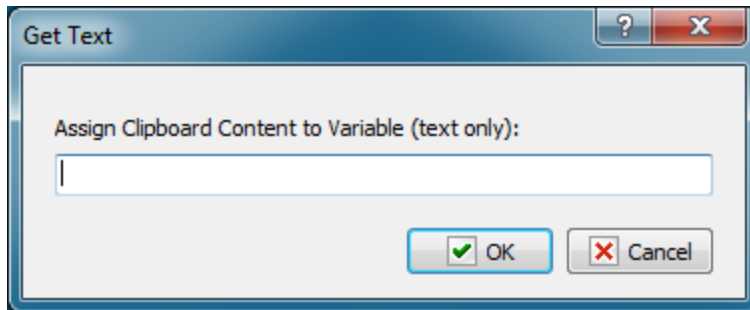 Get Text
?
Assign Clipboard Content to Variable (text only):
OK
Cancel